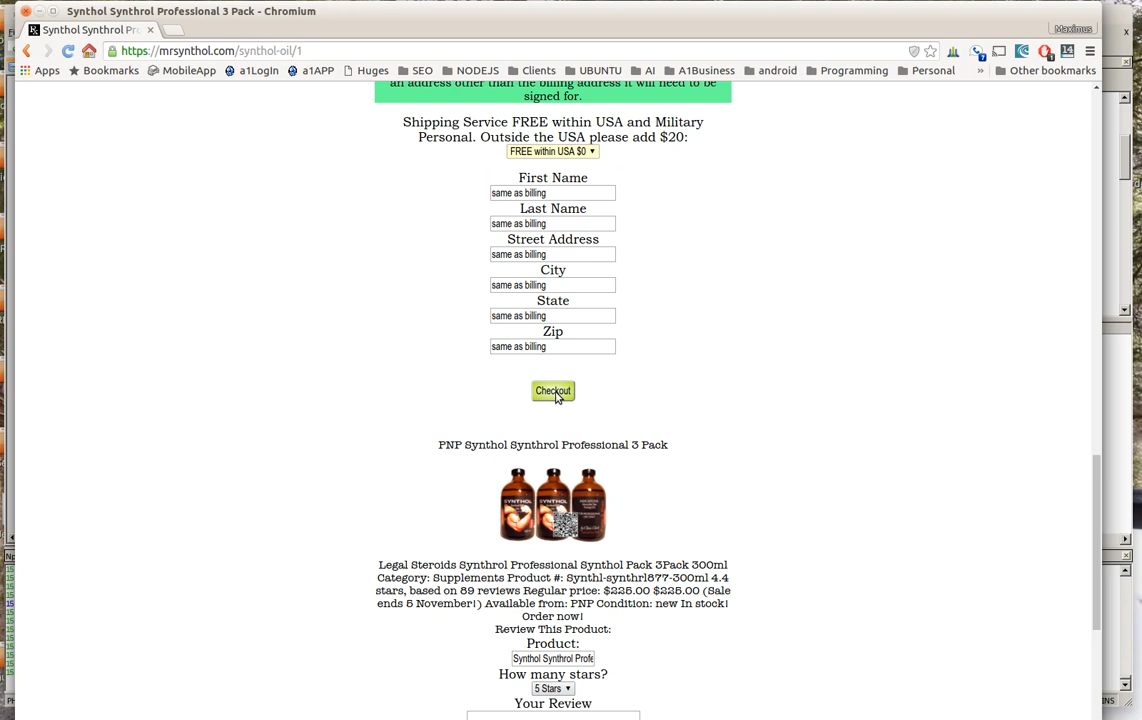 Synthol Synthrol Professional 3 Pack - Chromium
Synthol Synthrol Pro
Maximus
https://mrsynthol.com/synthol-oil/1
Apps Bookmarks MobileApp a1LogIn a1APP Huges SEO NODEJS Clients UBUNTU AI A1Business android Programming Personal » Other bookmarks
an address other than the billing address it will need to be
signed for.
Shipping Service FREE within USA and Military
Personal. Outside the USA please add $20:
FREE within USA $0
First Name
same as billing
Last Name
same as billing
Street Address
same as billing
City
same as billing
State
same as billing
Zip
same as billing
Checkout
PNP Synthol Synthrol Professional 3 Pack
SYNTHOL SYNTHOL
Legal Steroids Synthrol Professional Synthol Pack 3Pack 300ml
Category: Supplements Product #: Synthl-synthrl877-300ml 4.4
stars, based on 89 reviews Regular price: $225.00 $225.00 (Sale
ends 5 November!) Available from: PNP Condition: new In stock!
Order now!
Review This Product:
Product:
Synthol Synthrol Profe
How many stars?
5 Stars
Your Review